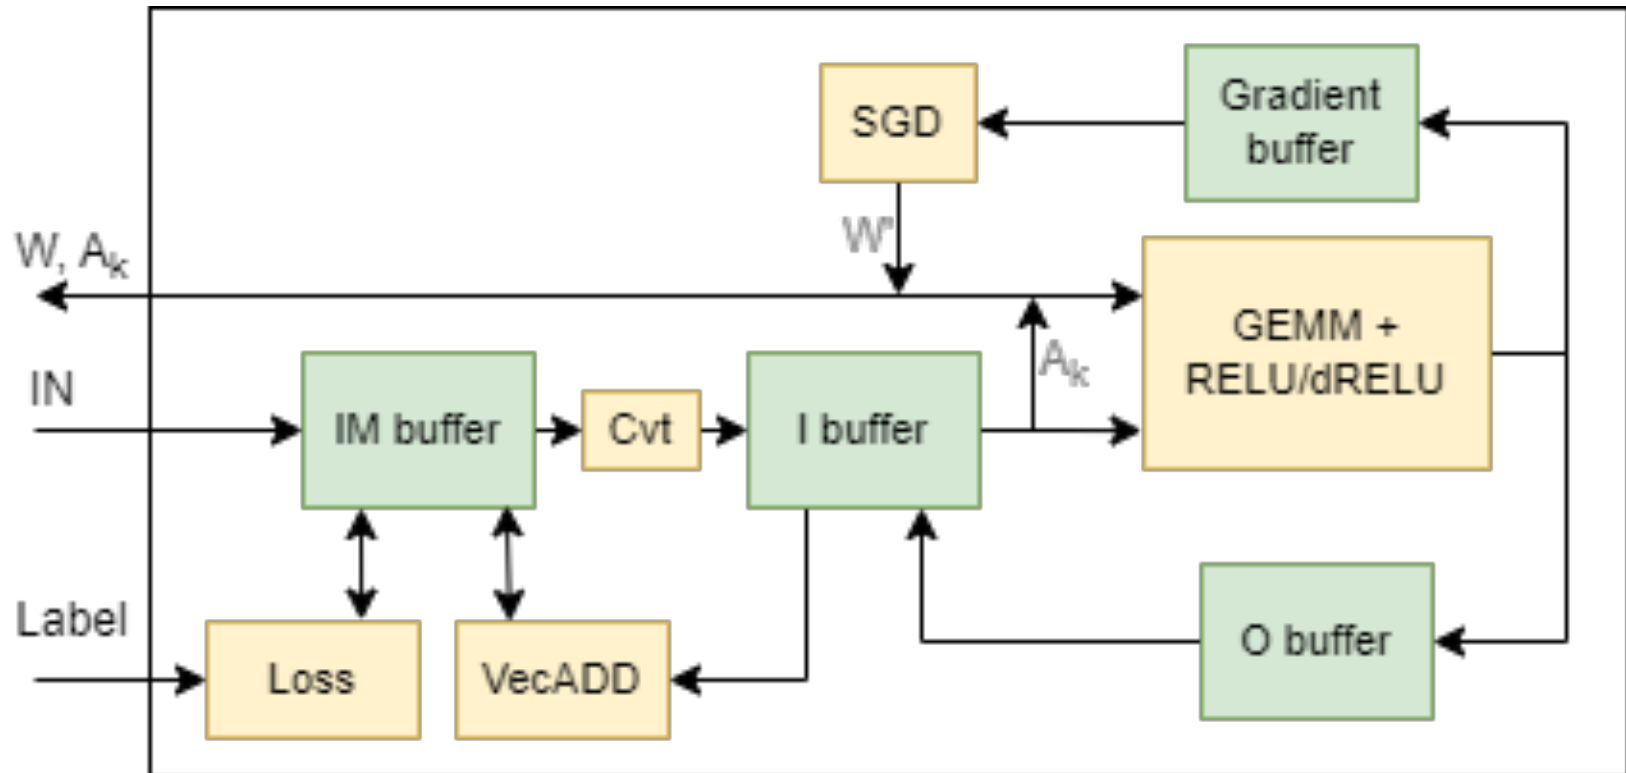 Gradient
buffer
SGD
W'
W, Aₖ
GEMM +
RELU/dRELU
Aₖ
IN
IM buffer
Cvt
I buffer
Label
Loss
VecADD
O buffer